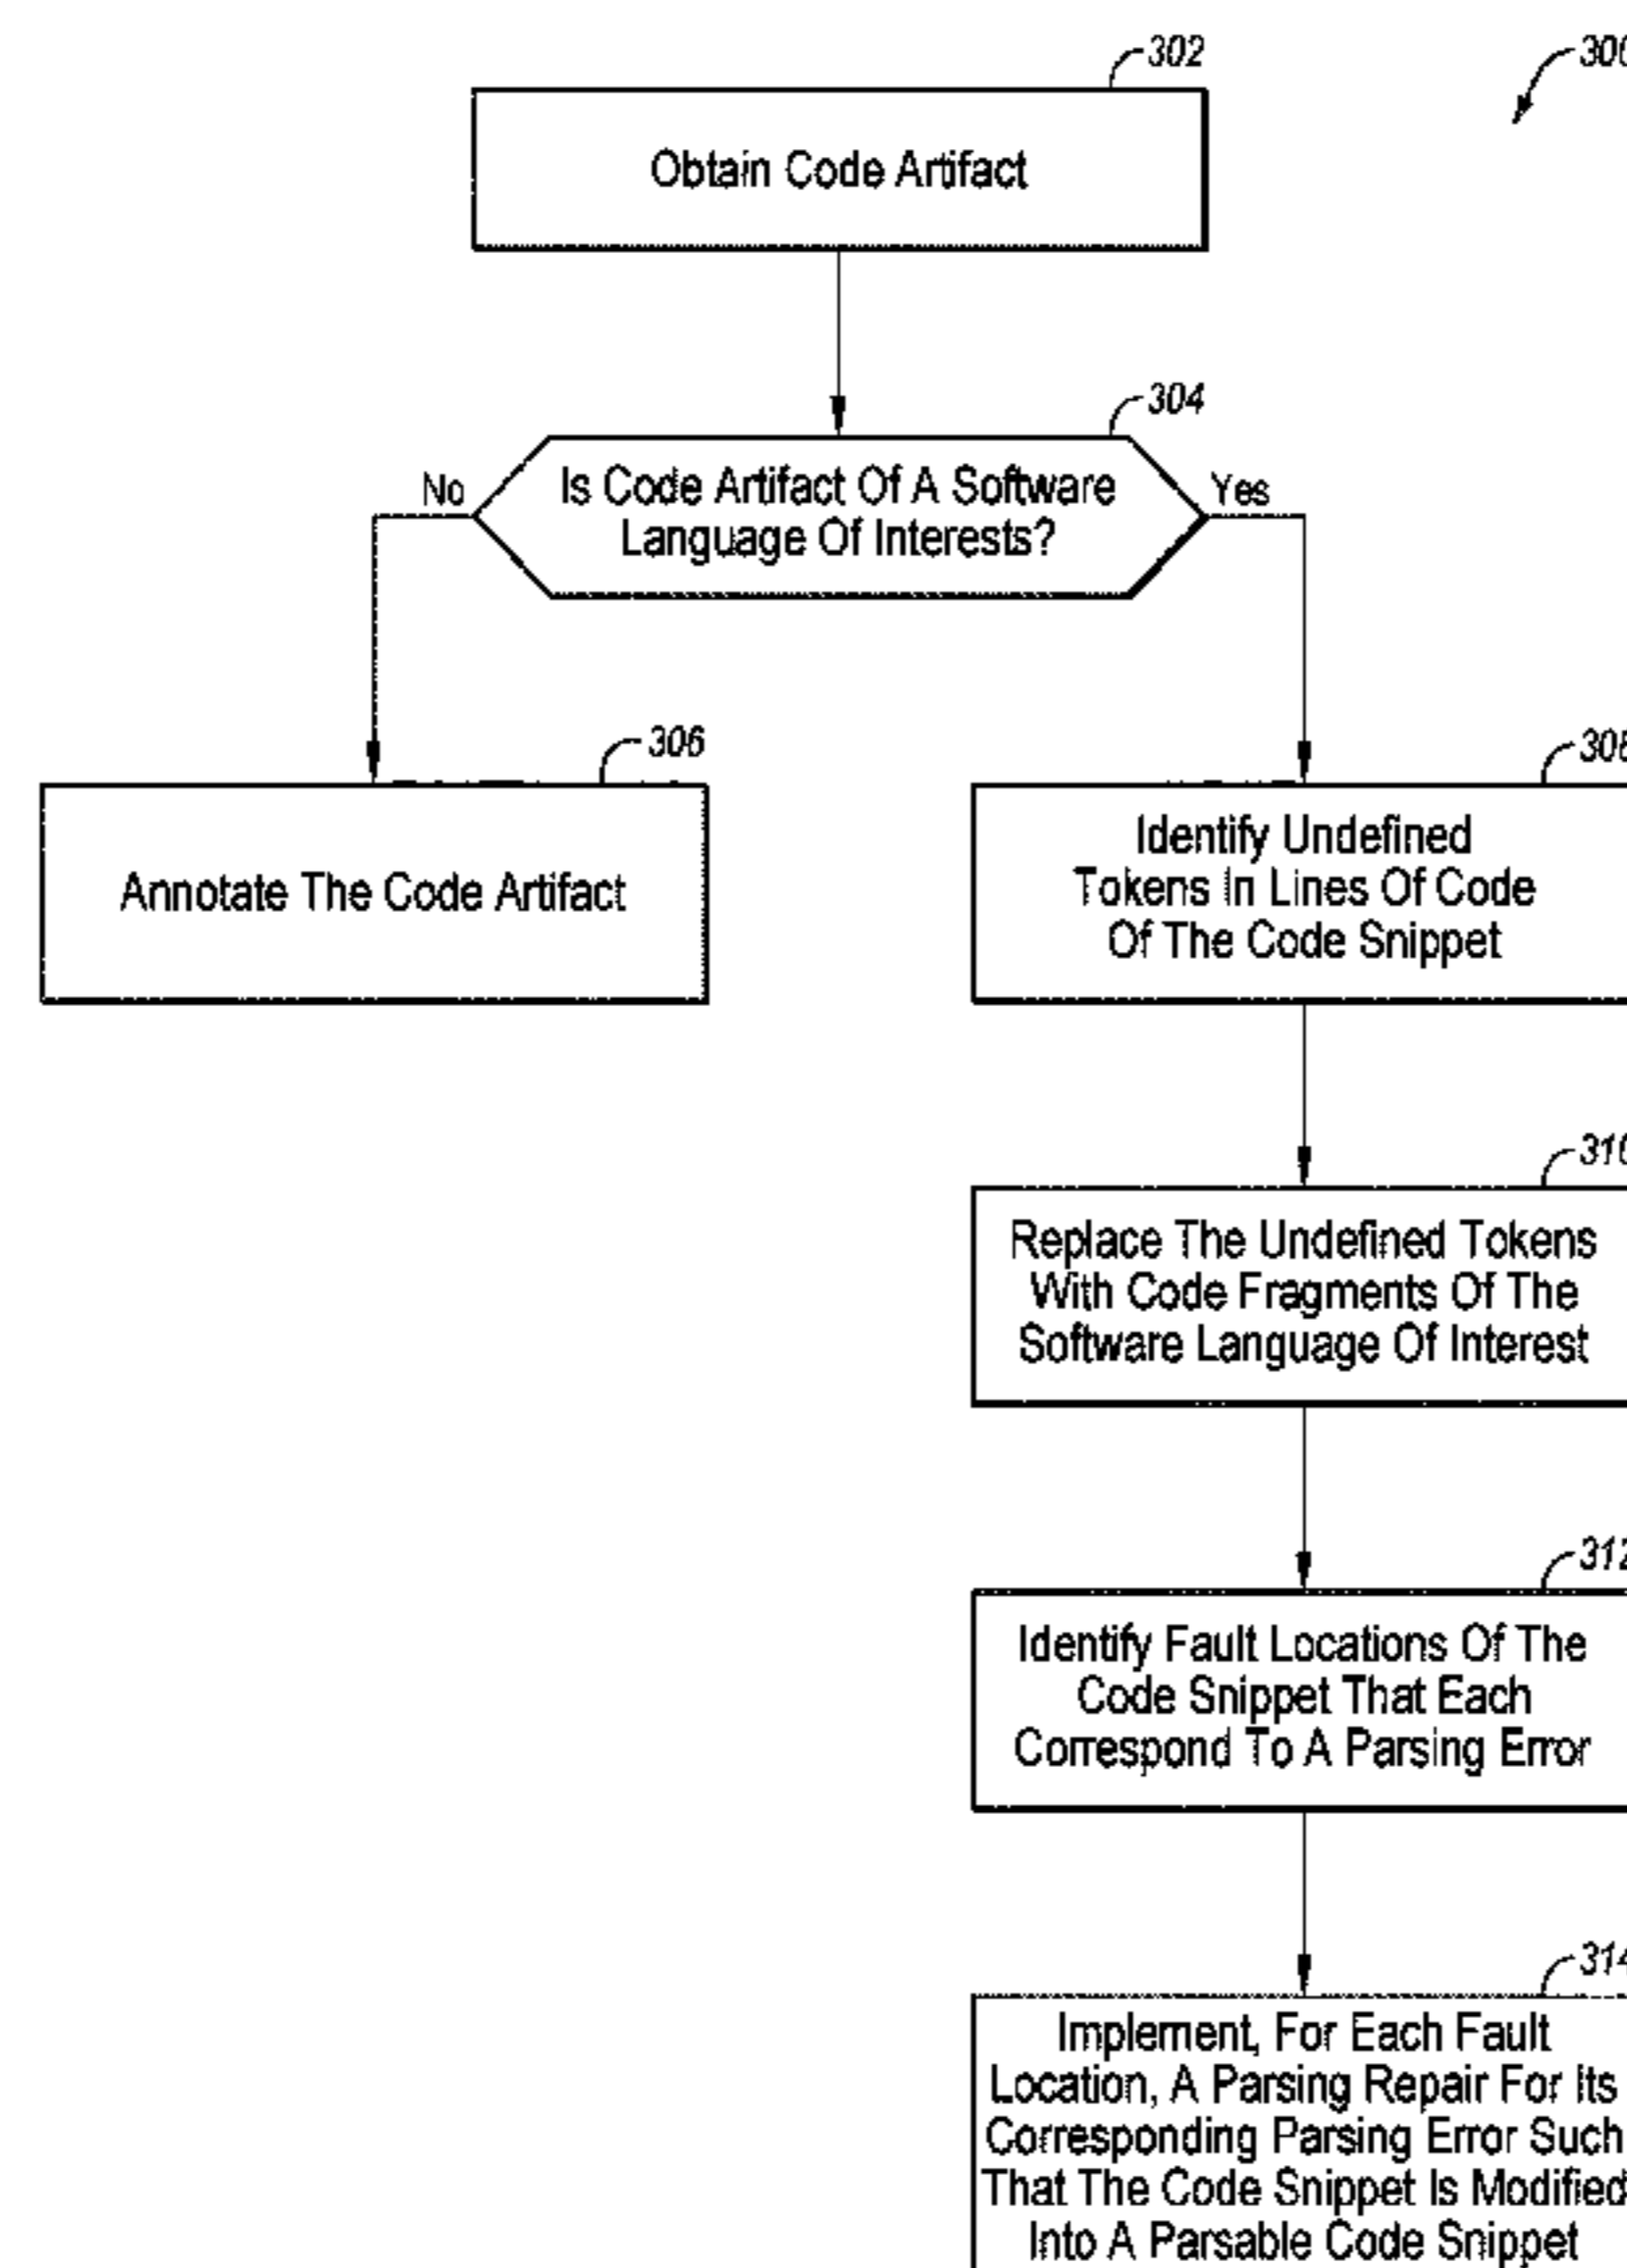 302
300
Obtain Code Artifact
304
No
Is Code Artifact Of A Software
Language Of Interests?
Yes
306
308
Annotate The Code Artifact
Identify Undefined
Tokens In Lines Of Code
Of The Code Snippet
310
Replace The Undefined Tokens
With Code Fragments Of The
Software Language Of Interest
312
Identify Fault Locations Of The
Code Snippet That Each
Correspond To A Parsing Error
314
Implement, For Each Fault
Location, A Parsing Repair For Its
Corresponding Parsing Error Such
That The Code Snippet Is Modified
Into A Parsable Code Snippet